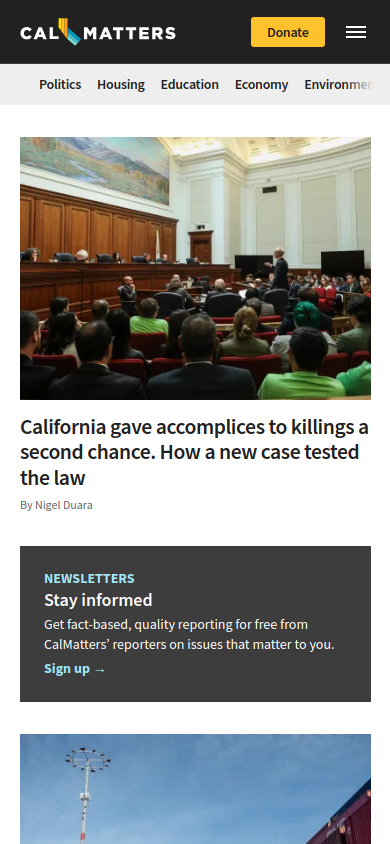 CAL MATTERS
Donate
Politics Housing Education Economy
California gave accomplices to killings a
second chance. How a new case tested
the law
By Nigel Duara
NEWSLETTERS
Stay informed
Get fact-based, quality reporting for free from
CalMatters’ reporters on issues that matter to you.
Sign up →